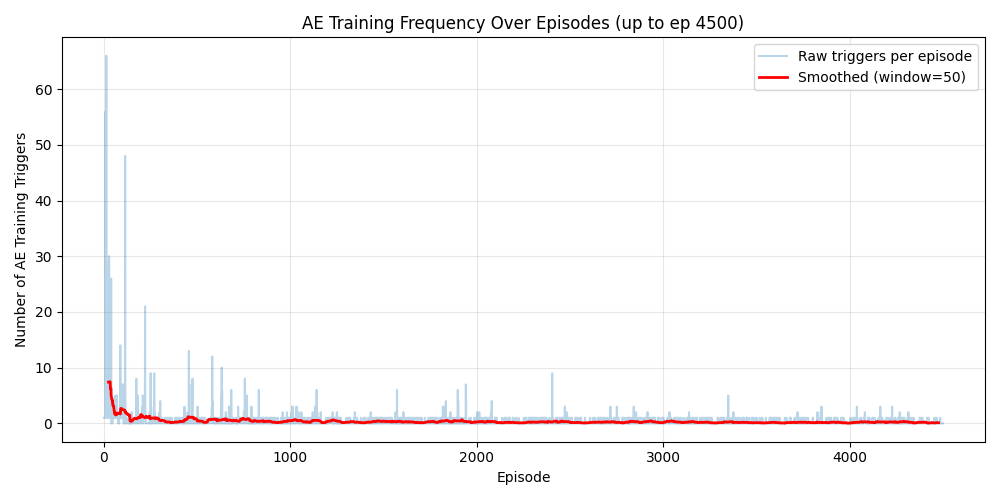 AE Training Frequency Over Episodes (up to ep 4500)
Raw triggers per episode
Smoothed (window=50)
Number of AE Training Triggers
60
50
40
30
20
10
0
0 1000 2000 3000 4000
Episode